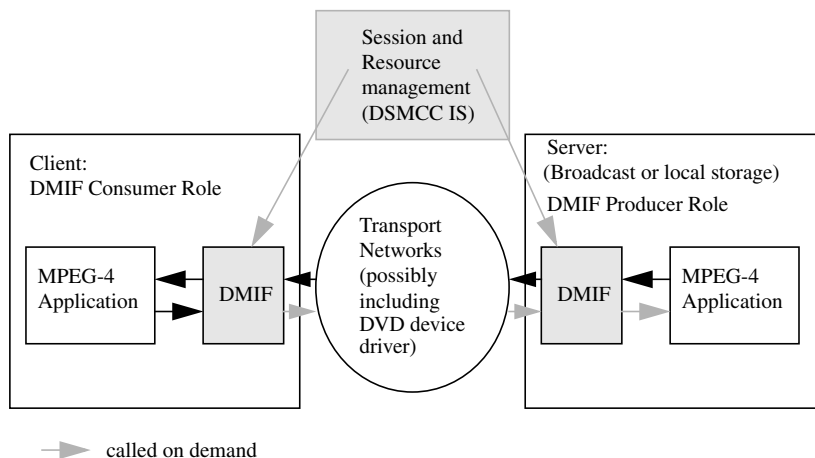 Session and
Resource
management
(DSMCC IS)
Client:
DMIF Consumer Role
Server:
(Broadcast or local storage)
DMIF Producer Role
MPEG-4
Application
DMIF
Transport
Networks
(possibly
including
DVD device
driver)
DMIF
MPEG-4
Application
called on demand